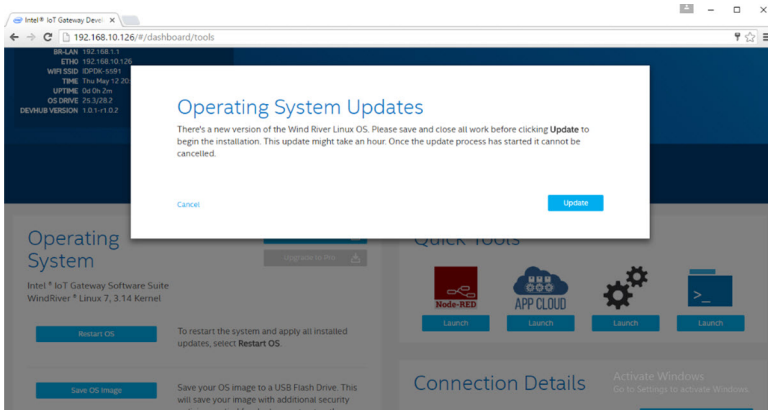 Intel® IoT Gateway Devel
192.168.10.126/#/dashboard/tools
BR-LAN 192.168.1.1
ETH0 192.168.10.126
WIFI SSID IDPDK-5591
TIME Thu May 12 20:
UPTIME 0d 0h 2m
OS DRIVE 25.3/28.2
DEVHUB VERSION 1.0.1-r1.0.2
Operating System Updates
There's a new version of the Wind River Linux OS. Please save and close all work before clicking Update to
begin the installation. This update might take an hour. Once the update process has started it cannot be
cancelled.
Cancel
Update
Operating
System
Upgrade to Pro
Intel ® IoT Gateway Software Suite
WindRiver ® Linux 7, 3.14 Kernel
Restart OS
To restart the system and apply all installed
updates, select Restart OS.
Save OS Image
Save your OS image to a USB Flash Drive. This
will save your image with additional security
Quick Tools
Node-RED
APP CLOUD
>_
Launch
Launch
Launch
Launch
Connection Details
Activate Windows
Go to Settings to activate Windows.